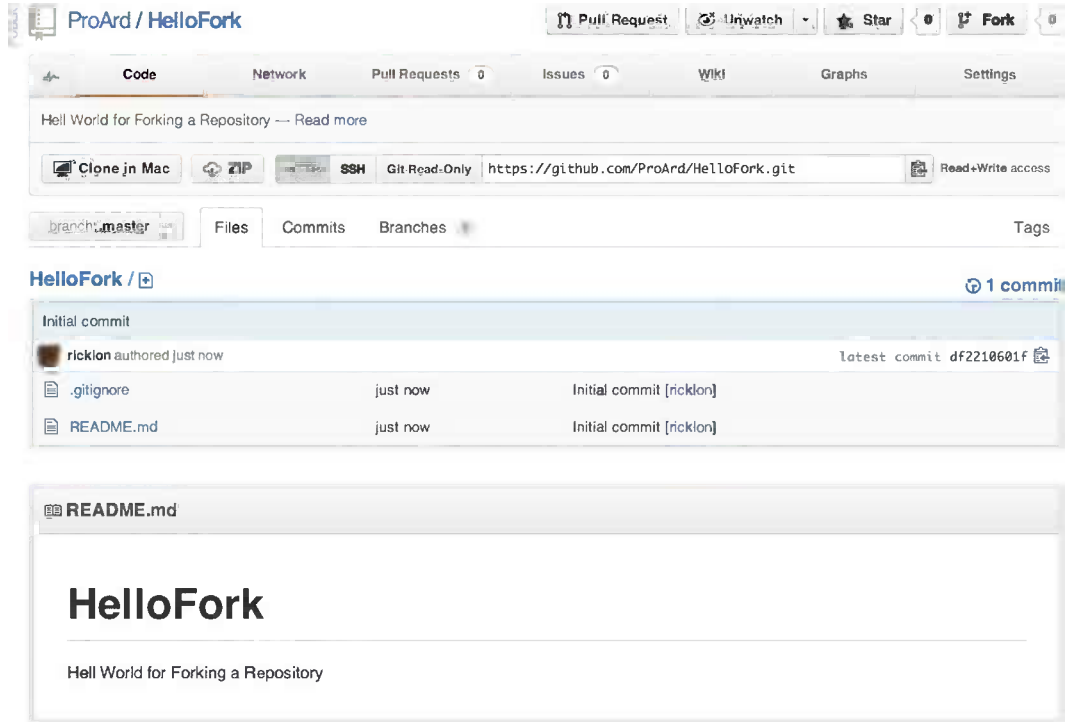 ProArd / HelloFork Pull Request Unwatch Star 0 Fork 0
Code Network Pull Requests 0 Issues 0 Wiki Graphs Settings
Hell World for Forking a Repository — Read more
Clone in Mac ZIP SSH Git Read-Only https://github.com/ProArd/HelloFork.git Read+Write access
branch: master Files Commits Branches Tags
HelloFork / 1 commit
Initial commit
ricklon authored just now latest commit df2210601f
.gitignore just now Initial commit [ricklon]
README.md just now Initial commit [ricklon]
README.md
HelloFork
Hell World for Forking a Repository